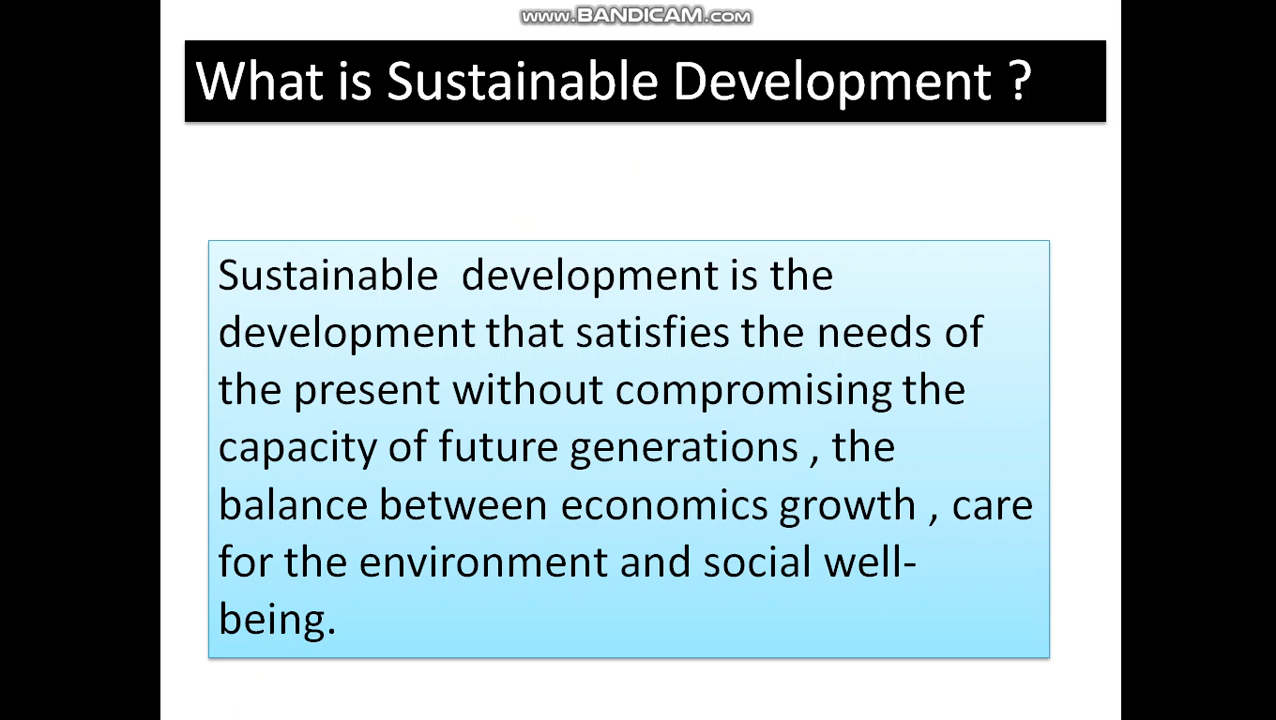 www.BANDICAM.com
What is Sustainable Development ?
Sustainable development is the
development that satisfies the needs of
the present without compromising the
capacity of future generations , the
balance between economics growth , care
for the environment and social well-
being.